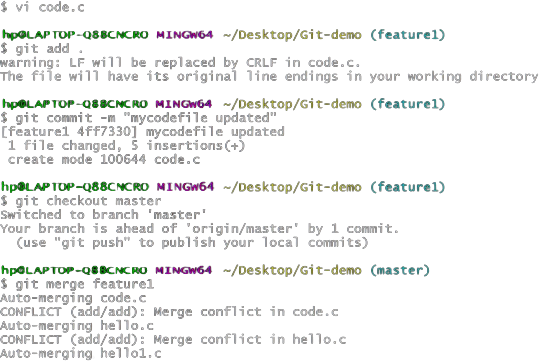 $ vi code.c
hp@LAPTOP-Q88CNCRO MINGW64 ~/Desktop/Git-demo (feature1)
$ git add .
warning: LF will be replaced by CRLF in code.c.
The file will have its original line endings in your working directory
hp@LAPTOP-Q88CNCRO MINGW64 ~/Desktop/Git-demo (feature1)
$ git commit -m "mycodefile updated"
[feature1 4ff7330] mycodefile updated
1 file changed, 5 insertions(+)
create mode 100644 code.c
hp@LAPTOP-Q88CNCRO MINGW64 ~/Desktop/Git-demo (feature1)
$ git checkout master
Switched to branch 'master'
Your branch is ahead of 'origin/master' by 1 commit.
(use "git push" to publish your local commits)
hp@LAPTOP-Q88CNCRO MINGW64 ~/Desktop/Git-demo (master)
$ git merge feature1
Auto-merging code.c
CONFLICT (add/add): Merge conflict in code.c
Auto-merging hello.c
CONFLICT (add/add): Merge conflict in hello.c
Auto-merging hello1.c